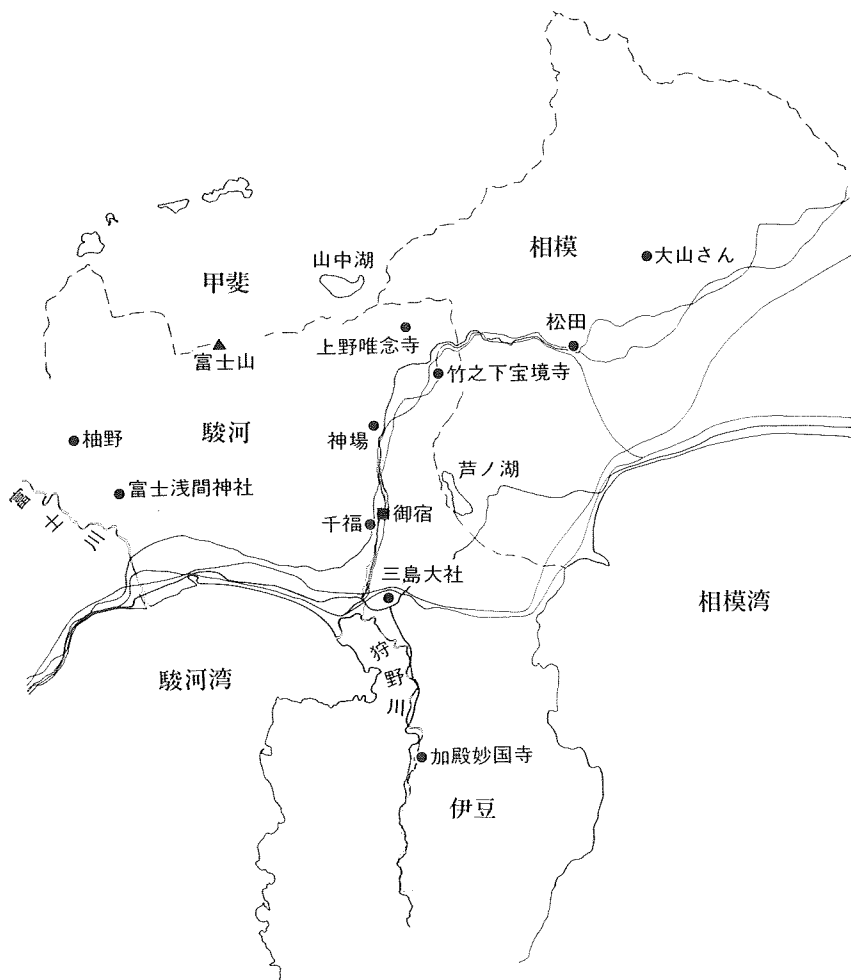 相模
大山さん
山中湖
甲斐
松田
上野唯念寺
富士山
竹之下宝境寺
駿河
神場
柚野
芦ノ湖
富士浅間神社
富士川
御宿
千福
三島大社
相模湾
狩野川
駿河湾
加殿妙国寺
伊豆